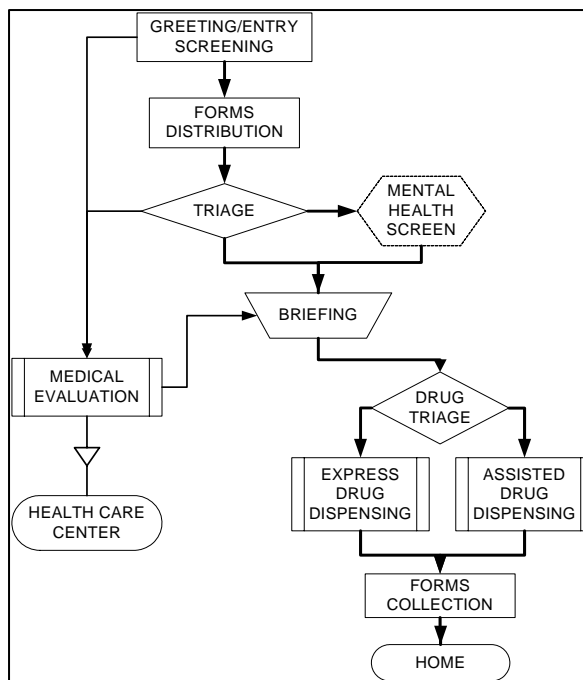 GREETING/ENTRY
SCREENING
FORMS
DISTRIBUTION
TRIAGE
MENTAL
HEALTH
SCREEN
BRIEFING
MEDICAL
EVALUATION
DRUG
TRIAGE
EXPRESS
DRUG
DISPENSING
ASSISTED
DRUG
DISPENSING
HEALTH CARE
CENTER
FORMS
COLLECTION
HOME